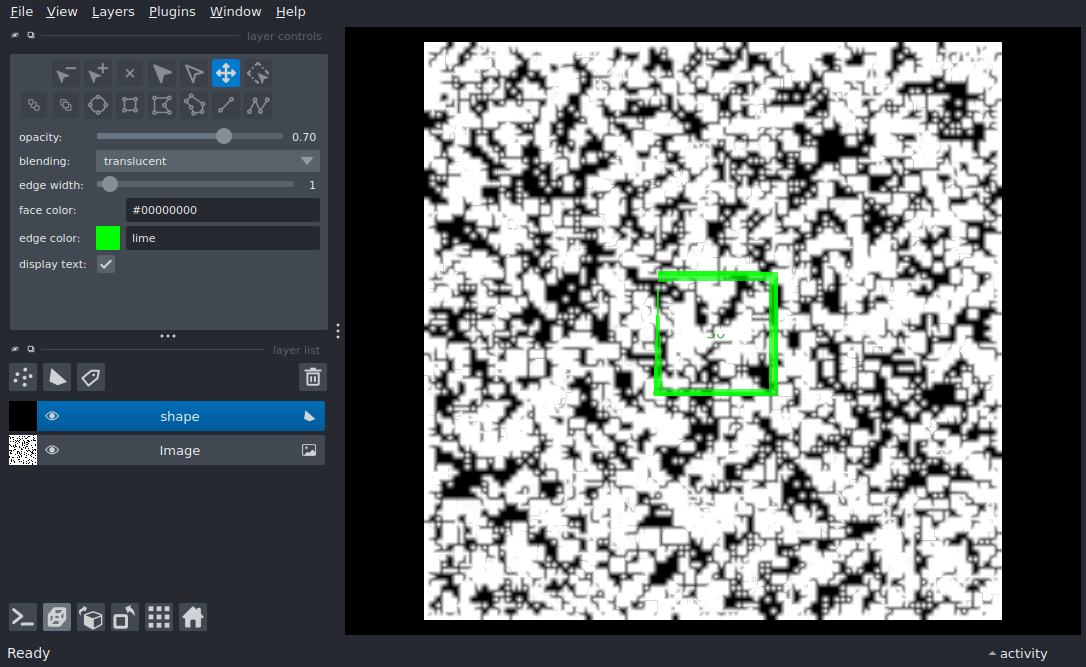 File View Layers Plugins Window Help
layer controls
opacity: 0.70
blending: translucent
edge width: 1
face color: #00000000
edge color: lime
display text:
layer list
shape
Image
Ready
activity